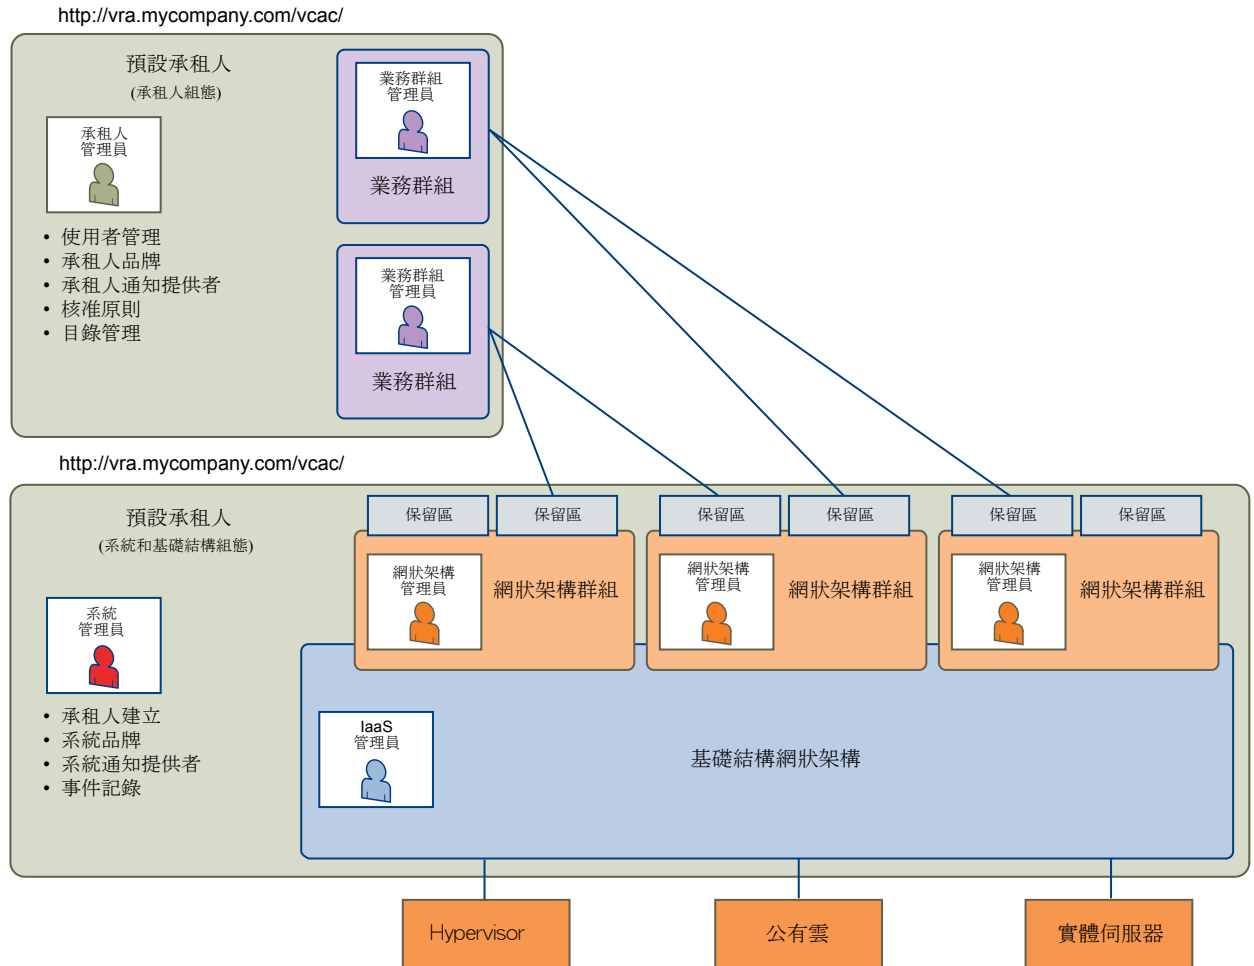 http://vra.mycompany.com/vcac/
預設承租人
(承租人組態)
承租人
管理員
• 使用者管理
• 承租人品牌
• 承租人通知提供者
• 核准原則
• 目錄管理
業務群組
管理員
業務群組
業務群組
管理員
業務群組
http://vra.mycompany.com/vcac/
預設承租人
(系統和基礎結構組態)
系統
管理員
• 承租人建立
• 系統品牌
• 系統通知提供者
• 事件記錄
保留區
保留區
保留區
保留區
保留區
保留區
網狀架構
管理員
網狀架構群組
網狀架構
管理員
網狀架構群組
網狀架構
管理員
網狀架構群組
IaaS
管理員
基礎結構網狀架構
Hypervisor
公有雲
實體伺服器